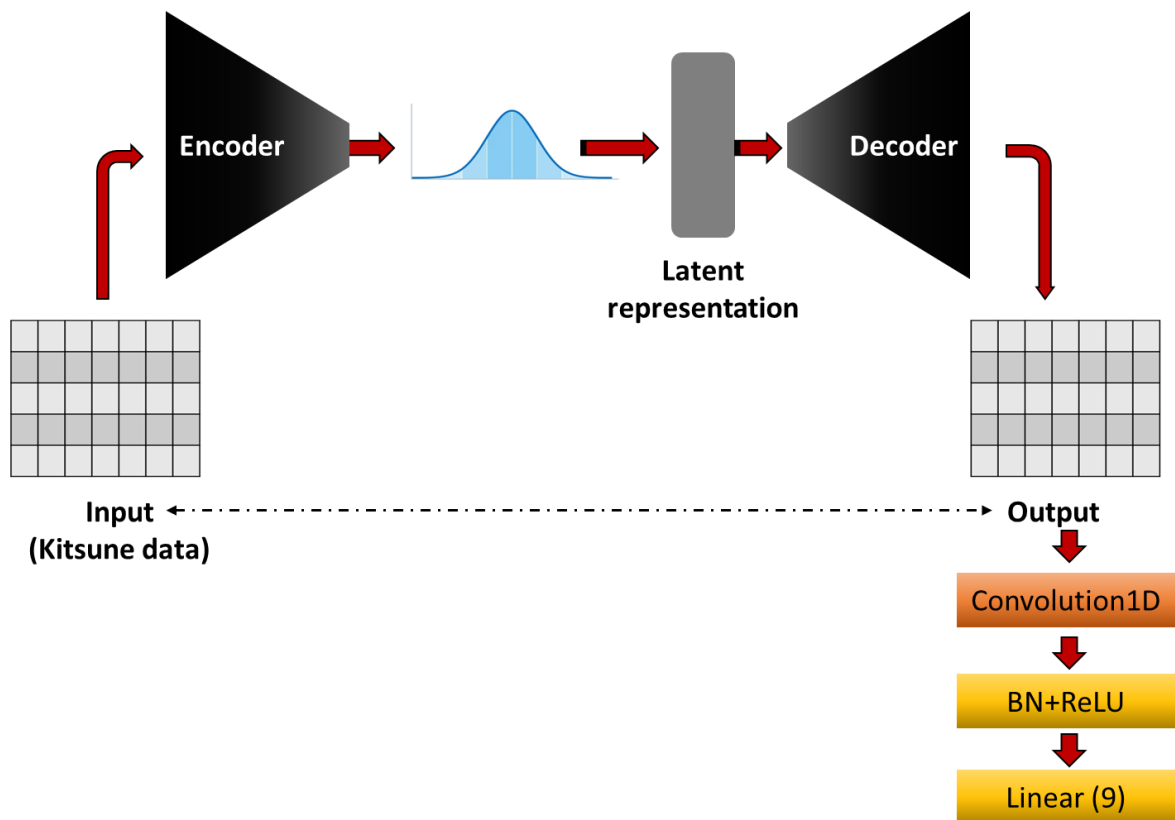 Encoder
Decoder
Latent
representation
Input
(Kitsune data)
Output
Convolution1D
BN+ReLU
Linear (9)